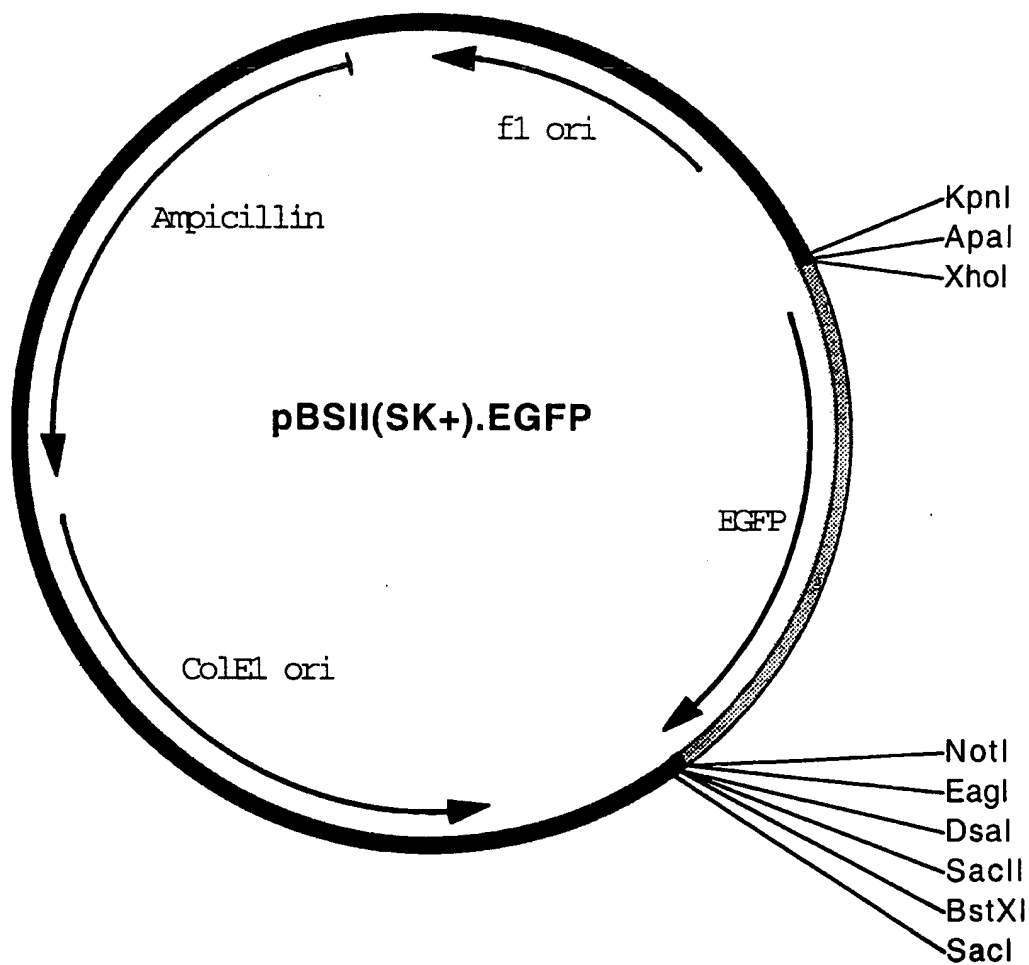 f1 ori
Ampicillin
KpnI
ApaI
XhoI
pBSII(SK+).EGFP
EGFP
ColE1 ori
NotI
EagI
DsaI
SacII
BstXI
SacI